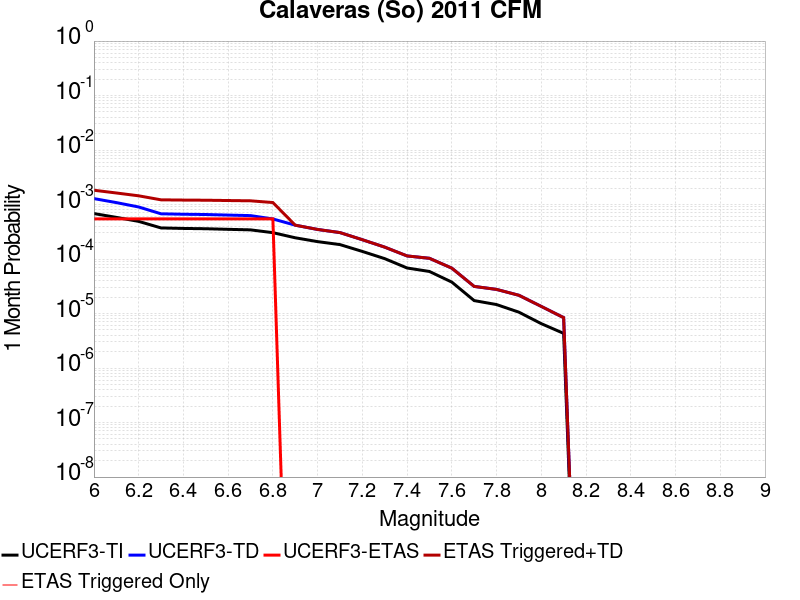 Calaveras (So) 2011 CFM
10 0
10 -1
10 -2
10 -3
10 -4
10 -5
10 -6
10 -7
10 -8
1 Month Probability
6 6.2 6.4 6.6 6.8 7 7.2 7.4 7.6 7.8 8 8.2 8.4 8.6 8.8 9
Magnitude
UCERF3-TI UCERF3-TD UCERF3-ETAS ETAS Triggered+TD
ETAS Triggered Only